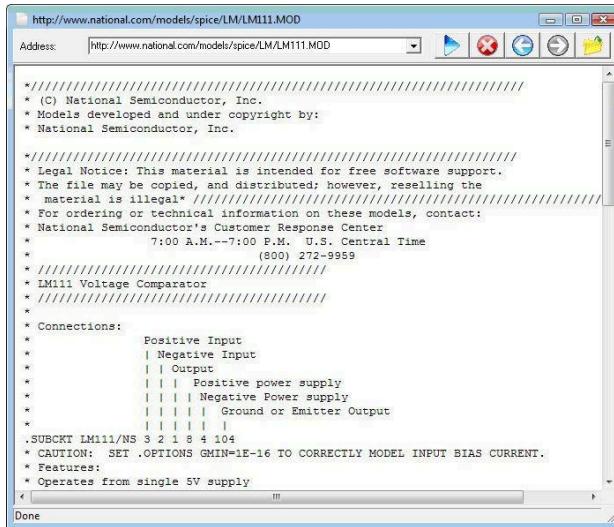 http://www.national.com/models/spice/LM/LM111.MOD
Address: http://www.national.com/models/spice/LM/LM111.MOD
*//////////////////////////////////////////////////////////////////////
* (C) National Semiconductor, Inc.
* Models developed and under copyright by:
* National Semiconductor, Inc.
*/////////////////////////////////////////////////////////////////////
* Legal Notice: This material is intended for free software support.
* The file may be copied, and distributed; however, reselling the
*  material is illegal* //////////////////////////////////////////////////////////
* For ordering or technical information on these models, contact:
* National Semiconductor's Customer Response Center
*                 7:00 A.M.--7:00 P.M.  U.S. Central Time
*                                (800) 272-9959
* /////////////////////////////////////////
* LM111 Voltage Comparator
* /////////////////////////////////////////
*
* Connections:
*                Positive Input
*                | Negative Input
*                | | Output
*                | | |  Positive power supply
*                | | | | Negative Power supply
*                | | | | |  Ground or Emitter Output
*                | | | | |  |
.SUBCKT LM111/NS 3 2 1 8 4 104
* CAUTION:  SET .OPTIONS GMIN=1E-16 TO CORRECTLY MODEL INPUT BIAS CURRENT.
* Features:
* Operates from single 5V supply
Done